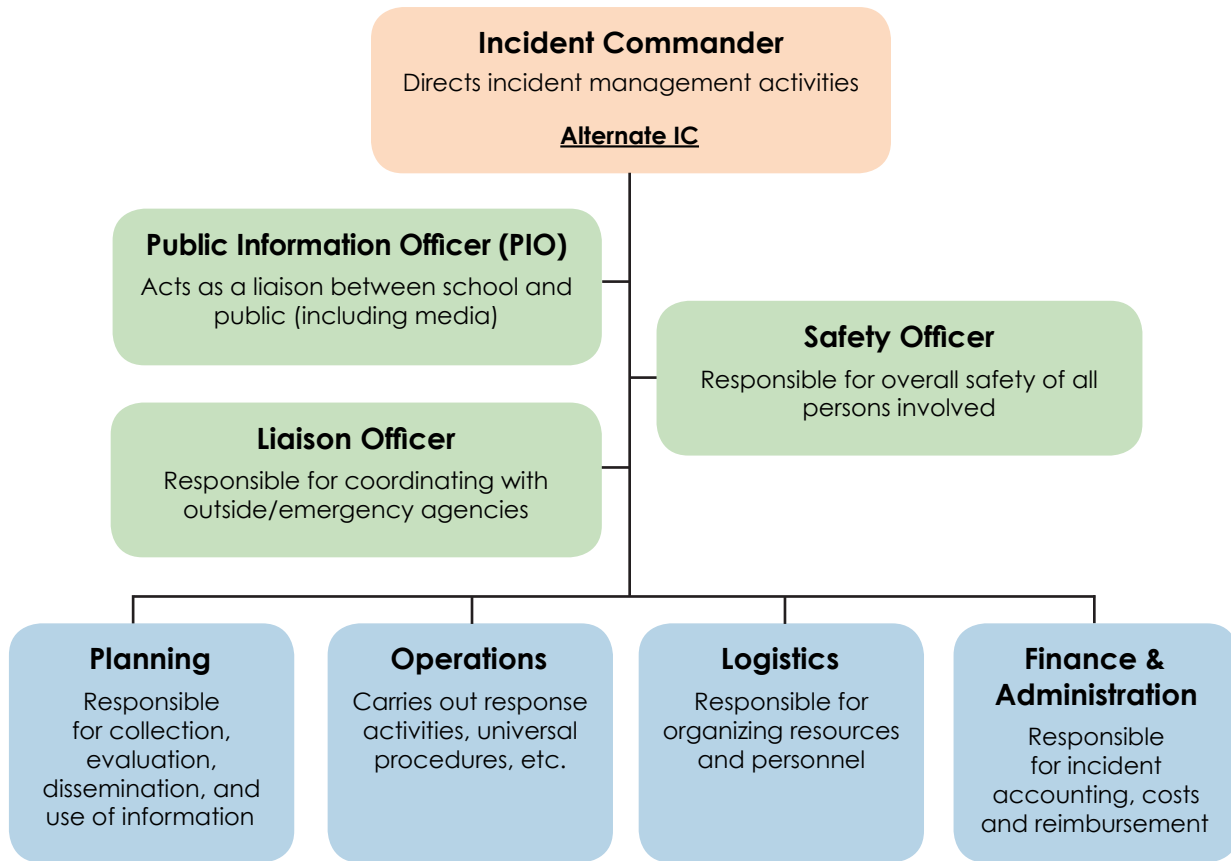 Incident Commander
Directs incident management activities
Alternate IC
Public Information Officer (PIO)
Acts as a liaison between school and
public (including media)
Safety Officer
Responsible for overall safety of all
persons involved
Liaison Officer
Responsible for coordinating with
outside/emergency agencies
Planning
Responsible
for collection,
evaluation,
dissemination, and
use of information
Operations
Carries out response
activities, universal
procedures, etc.
Logistics
Responsible for
organizing resources
and personnel
Finance &
Administration
Responsible
for incident
accounting, costs
and reimbursement